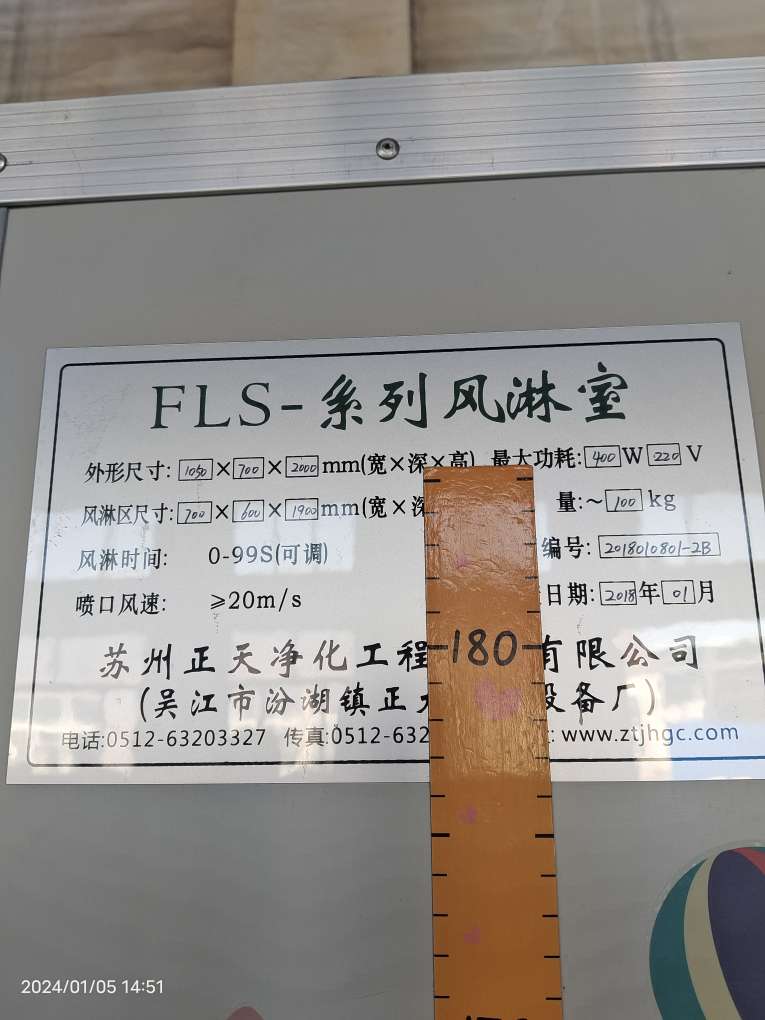 FLS-系列风淋室
外形尺寸:1050×700×2000mm(宽×深×高) 最大功耗:400W 220V
风淋区尺寸:700×600×1900mm(宽×深 量:~100kg
风淋时间: 0-99S(可调) 编号:2018010801-2B
喷口风速: ≥20m/s 日期:2018年01月
苏州正天净化工程 有限公司
(吴江市汾湖镇正 设备厂)
电话:0512-63203327 传真:0512-632 : www.ztjhgc.com
180
2024/01/05 14:51